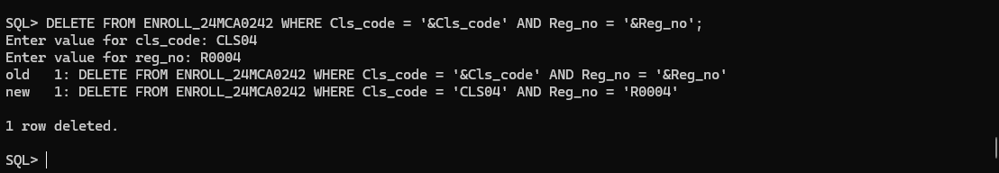 SQL> DELETE FROM ENROLL_24MCA0242 WHERE Cls_code = '&Cls_code' AND Reg_no = '&Reg_no';
Enter value for cls_code: CLS04
Enter value for reg_no: R0004
old   1: DELETE FROM ENROLL_24MCA0242 WHERE Cls_code = '&Cls_code' AND Reg_no = '&Reg_no'
new   1: DELETE FROM ENROLL_24MCA0242 WHERE Cls_code = 'CLS04' AND Reg_no = 'R0004'
1 row deleted.
SQL>